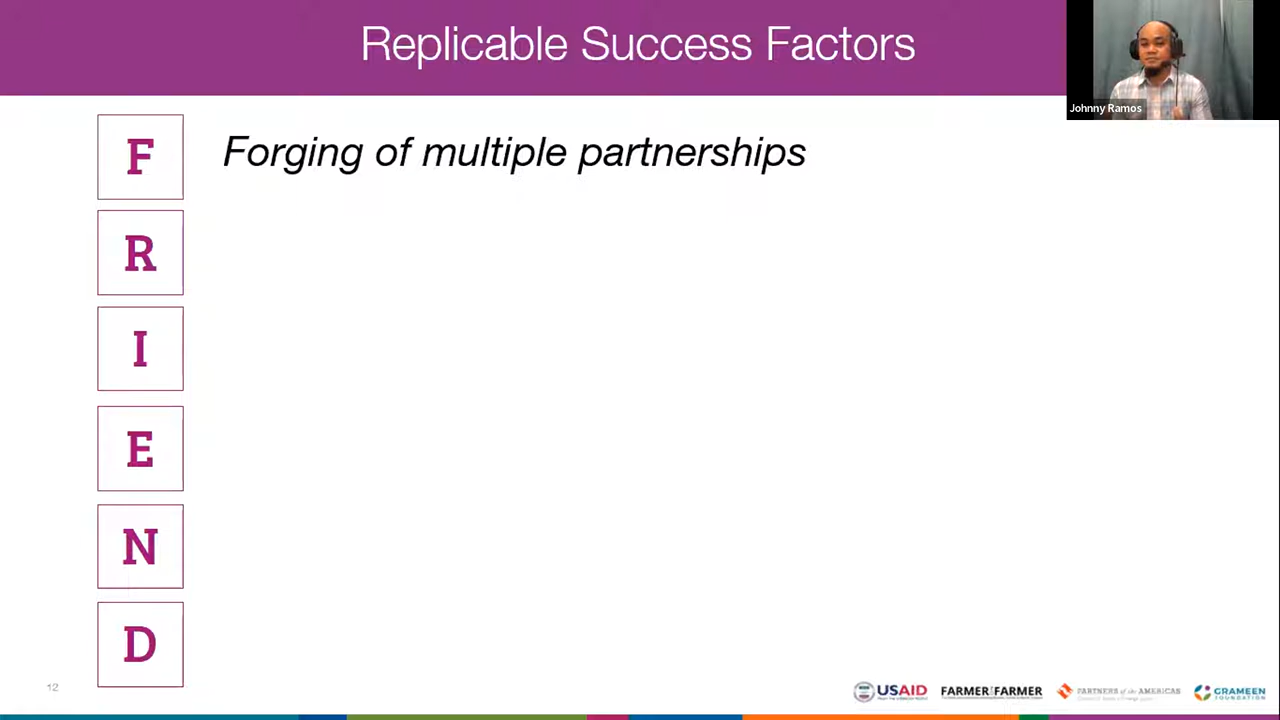 Replicable Success Factors
Johnny Ramos
F
Forging of multiple partnerships
R
I
E
N
D
12
USAID
FARMER TO FARMER
PARTNERS of the AMERICAS
GRAMEEN
FOUNDATION